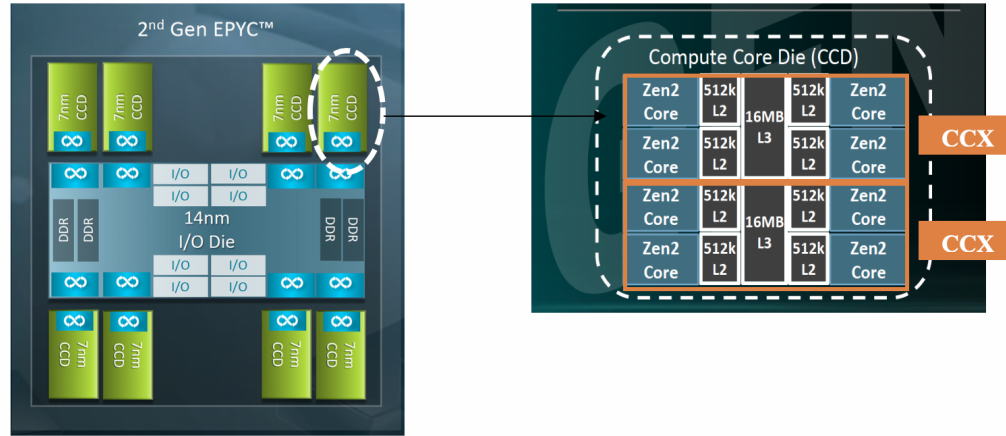 2nd Gen EPYC™
7nm
CCD
7nm
CCD
7nm
CCD
7nm
CCD
∞
∞
∞
∞
∞
∞
I/O
I/O
∞
∞
I/O
I/O
DDR
DDR
14nm
I/O Die
DDR
DDR
I/O
I/O
∞
∞
I/O
I/O
∞
∞
∞
∞
∞
∞
7nm
CCD
7nm
CCD
7nm
CCD
7nm
CCD
Compute Core Die (CCD)
Zen2
Core
512k
L2
16MB
L3
512k
L2
Zen2
Core
Zen2
Core
512k
L2
512k
L2
Zen2
Core
CCX
Zen2
Core
512k
L2
16MB
L3
512k
L2
Zen2
Core
Zen2
Core
512k
L2
512k
L2
Zen2
Core
CCX